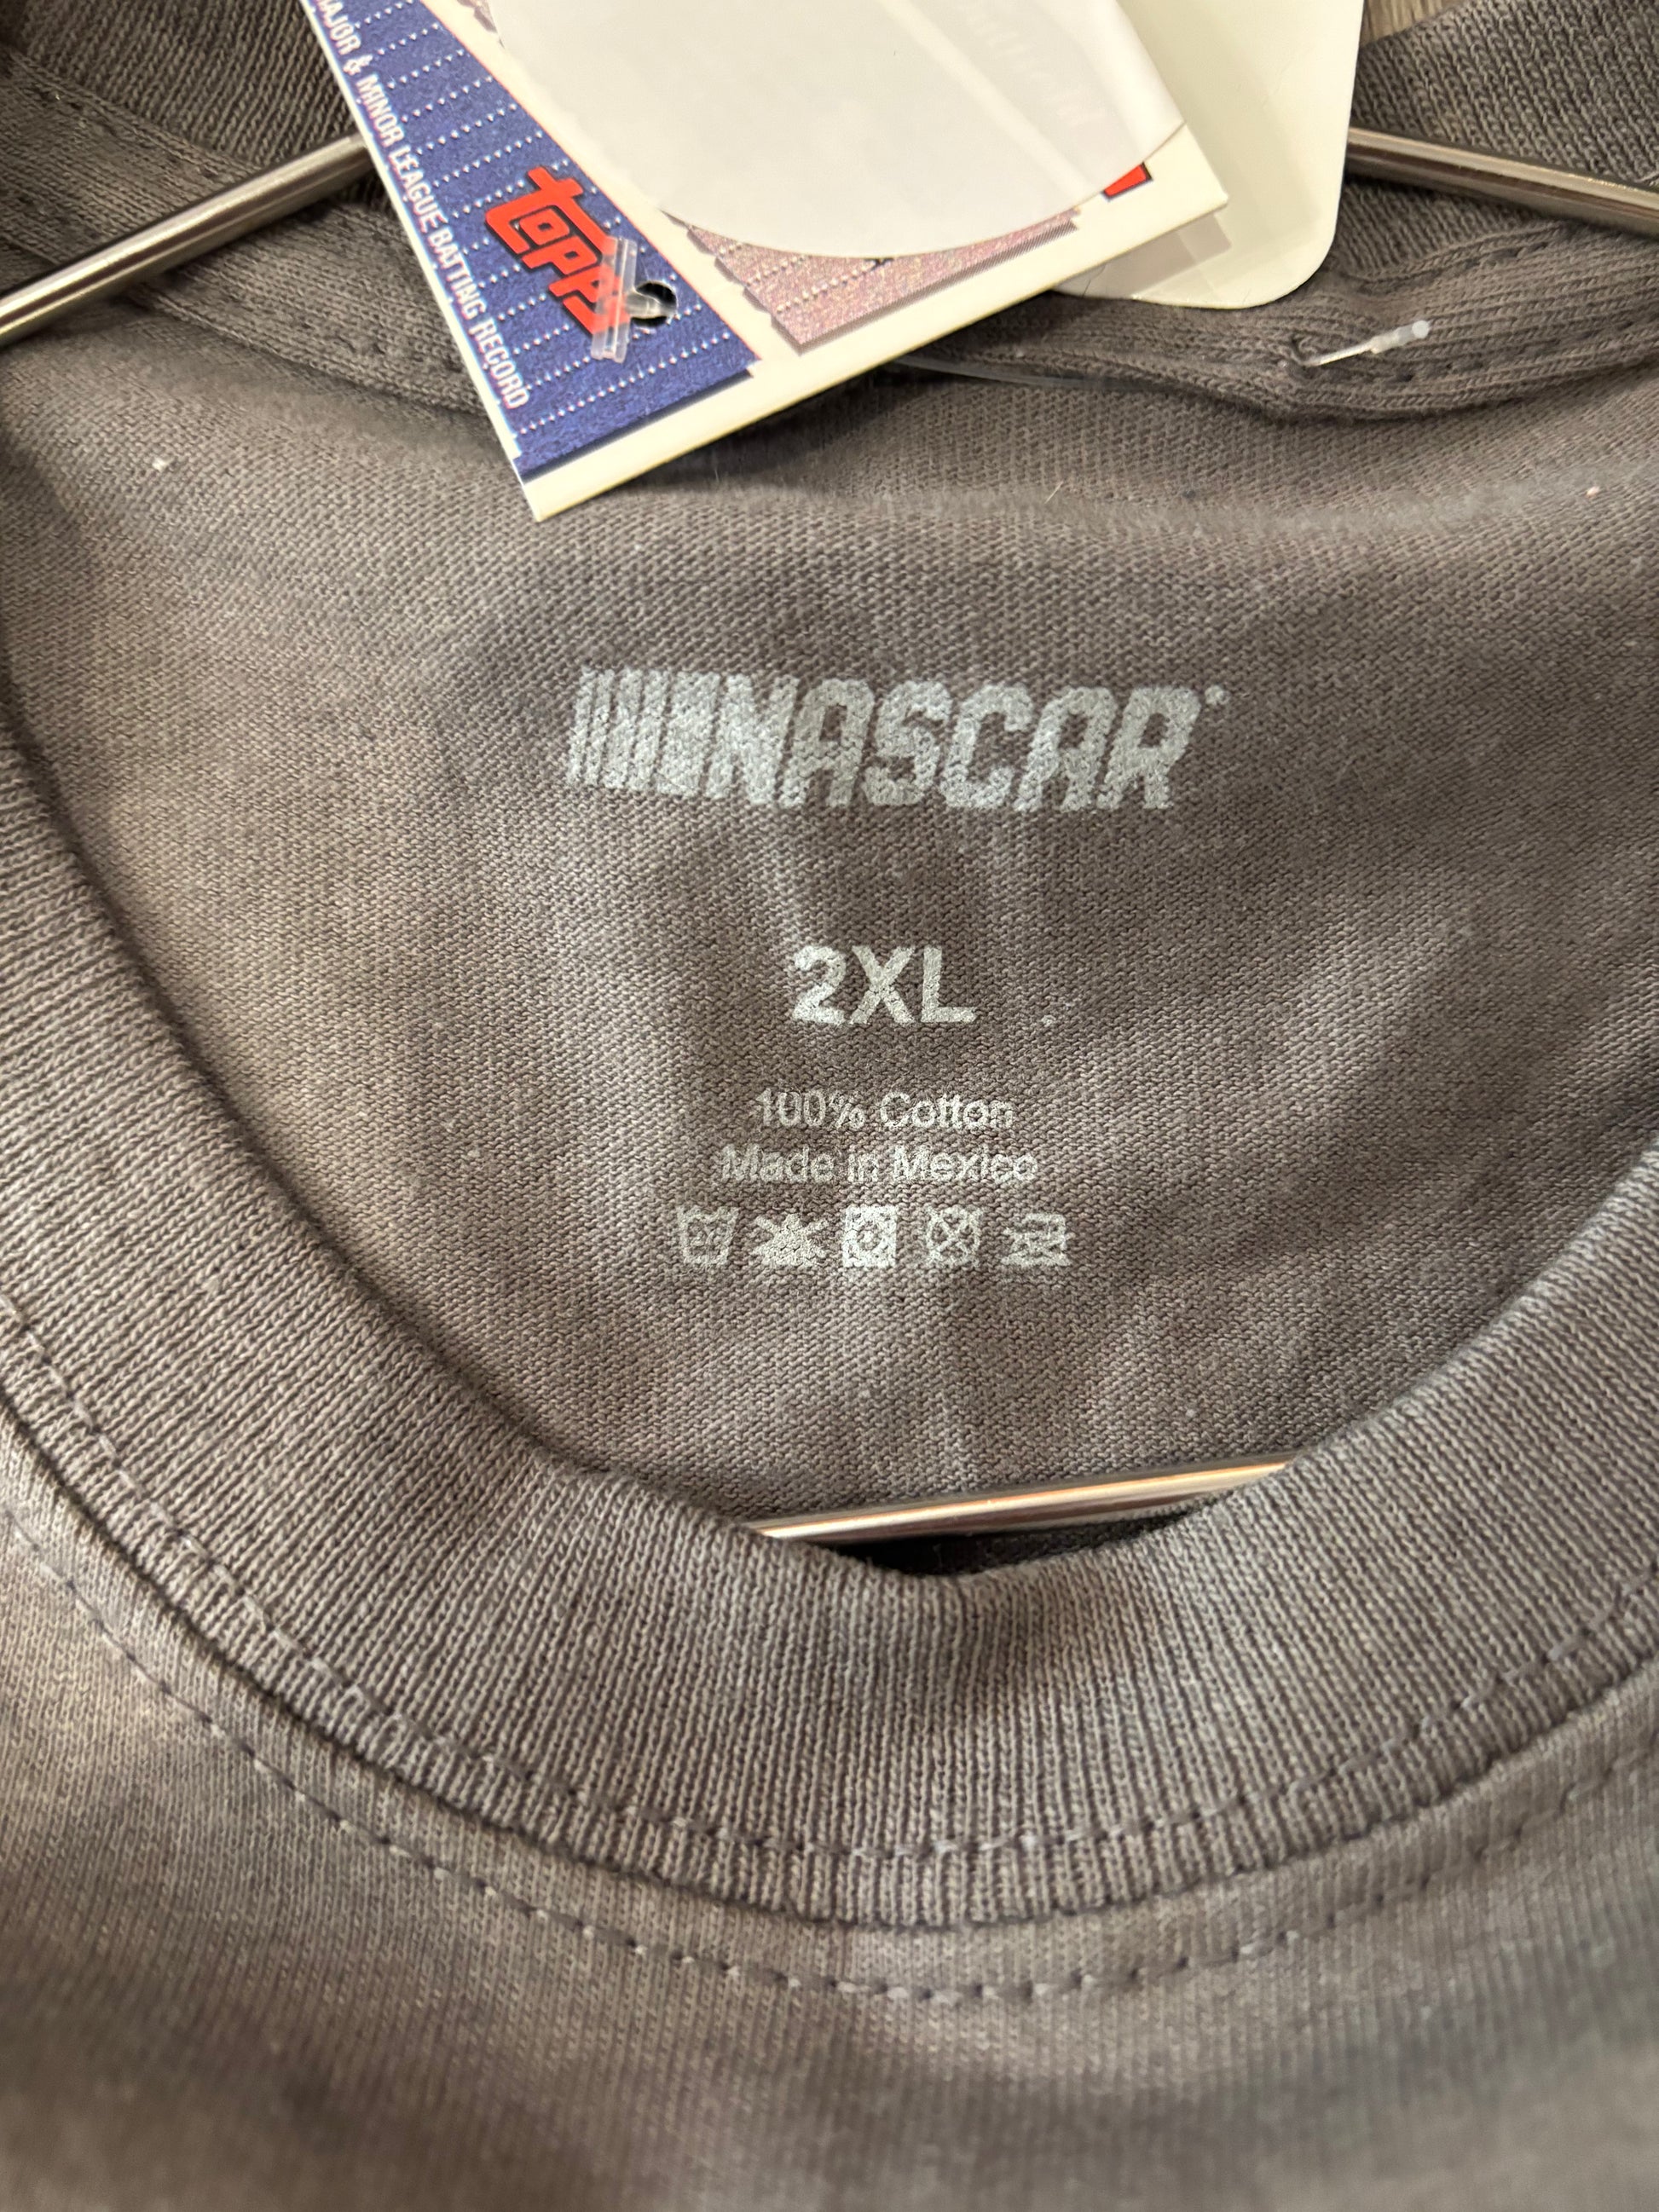 MAJOR & MINOR LEAGUE BATTING RECORD
topps
NASCAR
2XL
100% Cotton
Made in Mexico